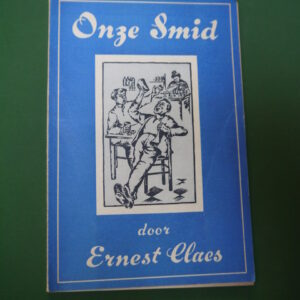 Onze Smid
door
Ernest Claes